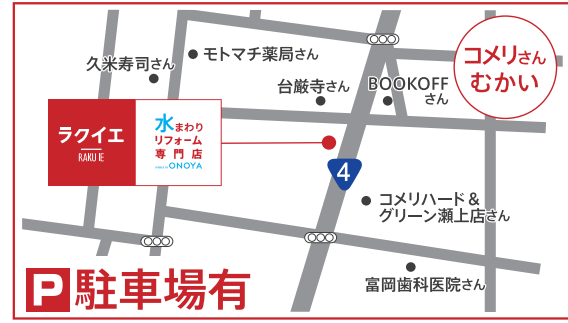 コメリさん
むかい
モトマチ薬局さん
久米寿司さん
台厳寺さん
BOOKOFF
さん
ラクイエ
RAKU IE
水まわり
リフォーム
専門店
ONOYA
4
コメリハード&
グリーン瀬上店さん
富岡歯科医院さん
P 駐車場有